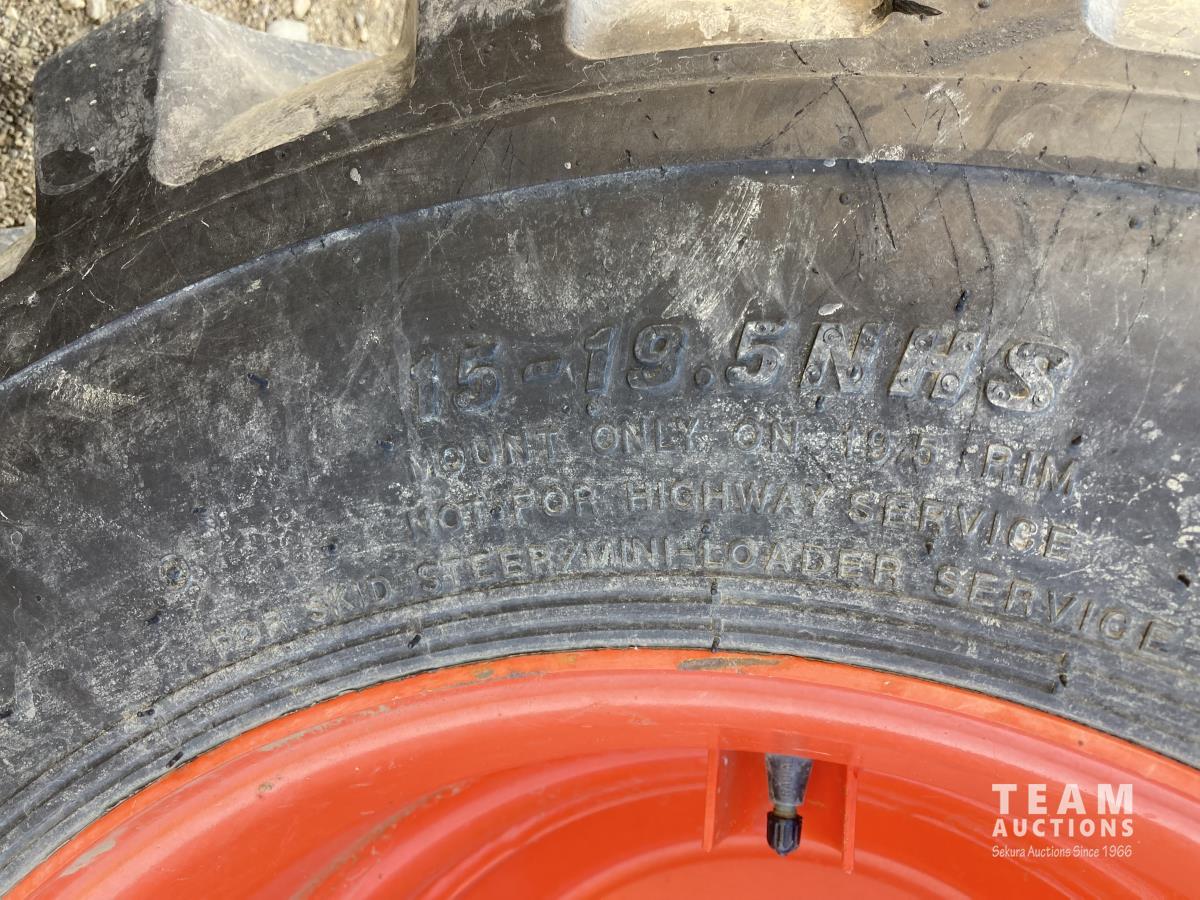 15-19.5NHS
MOUNT ONLY ON 19.5 RIM
NOT FOR HIGHWAY SERVICE
FOR SKID STEER/MINI-LOADER SERVICE
TEAM
AUCTIONS
Sekura Auctions Since 1966